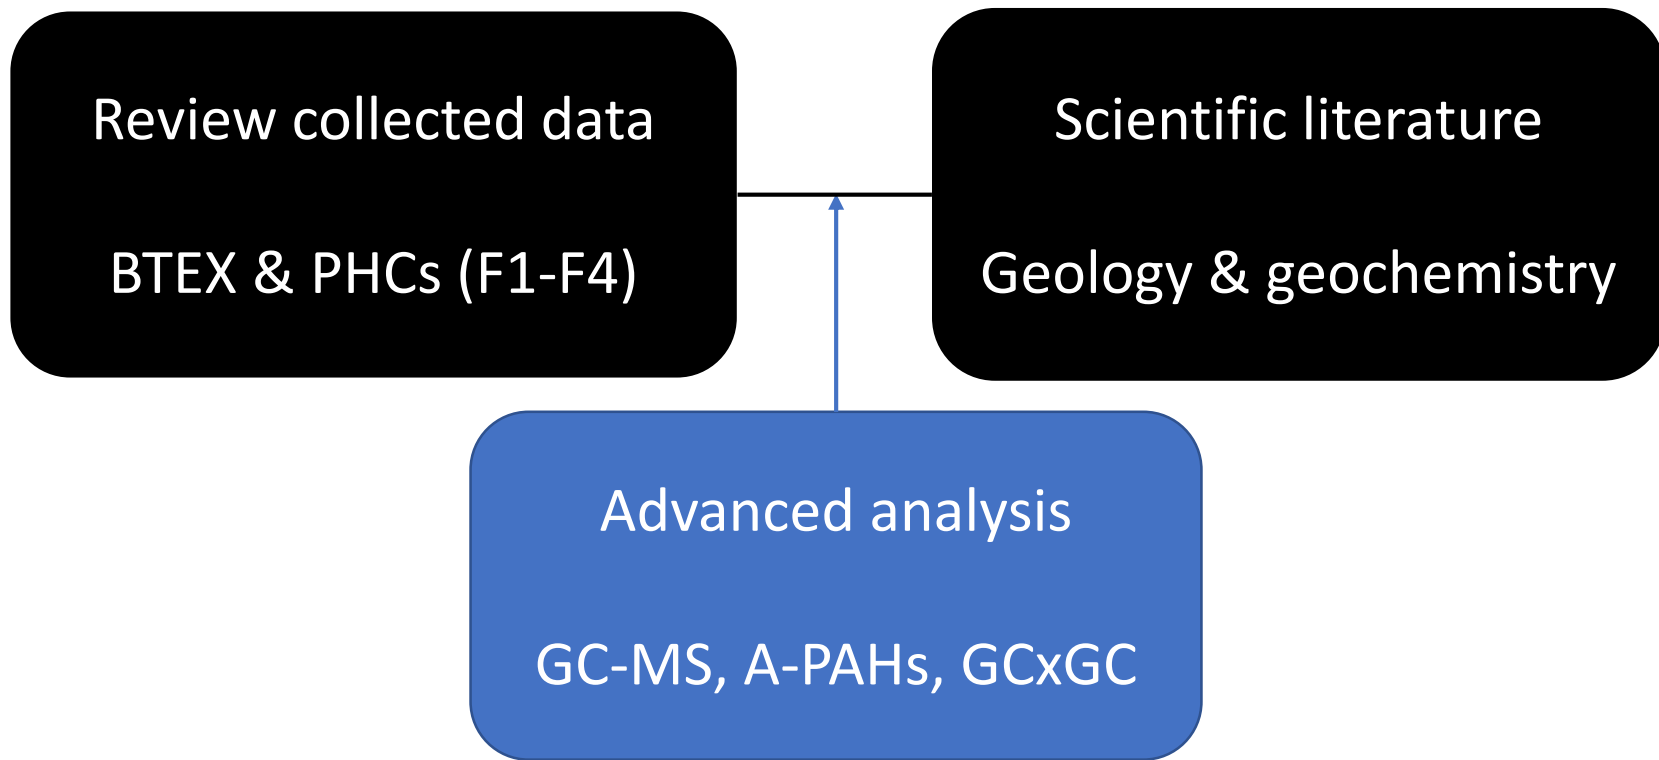 Review collected data
BTEX & PHCs (F1-F4)
Scientific literature
Geology & geochemistry
Advanced analysis
GC-MS, A-PAHs, GCxGC